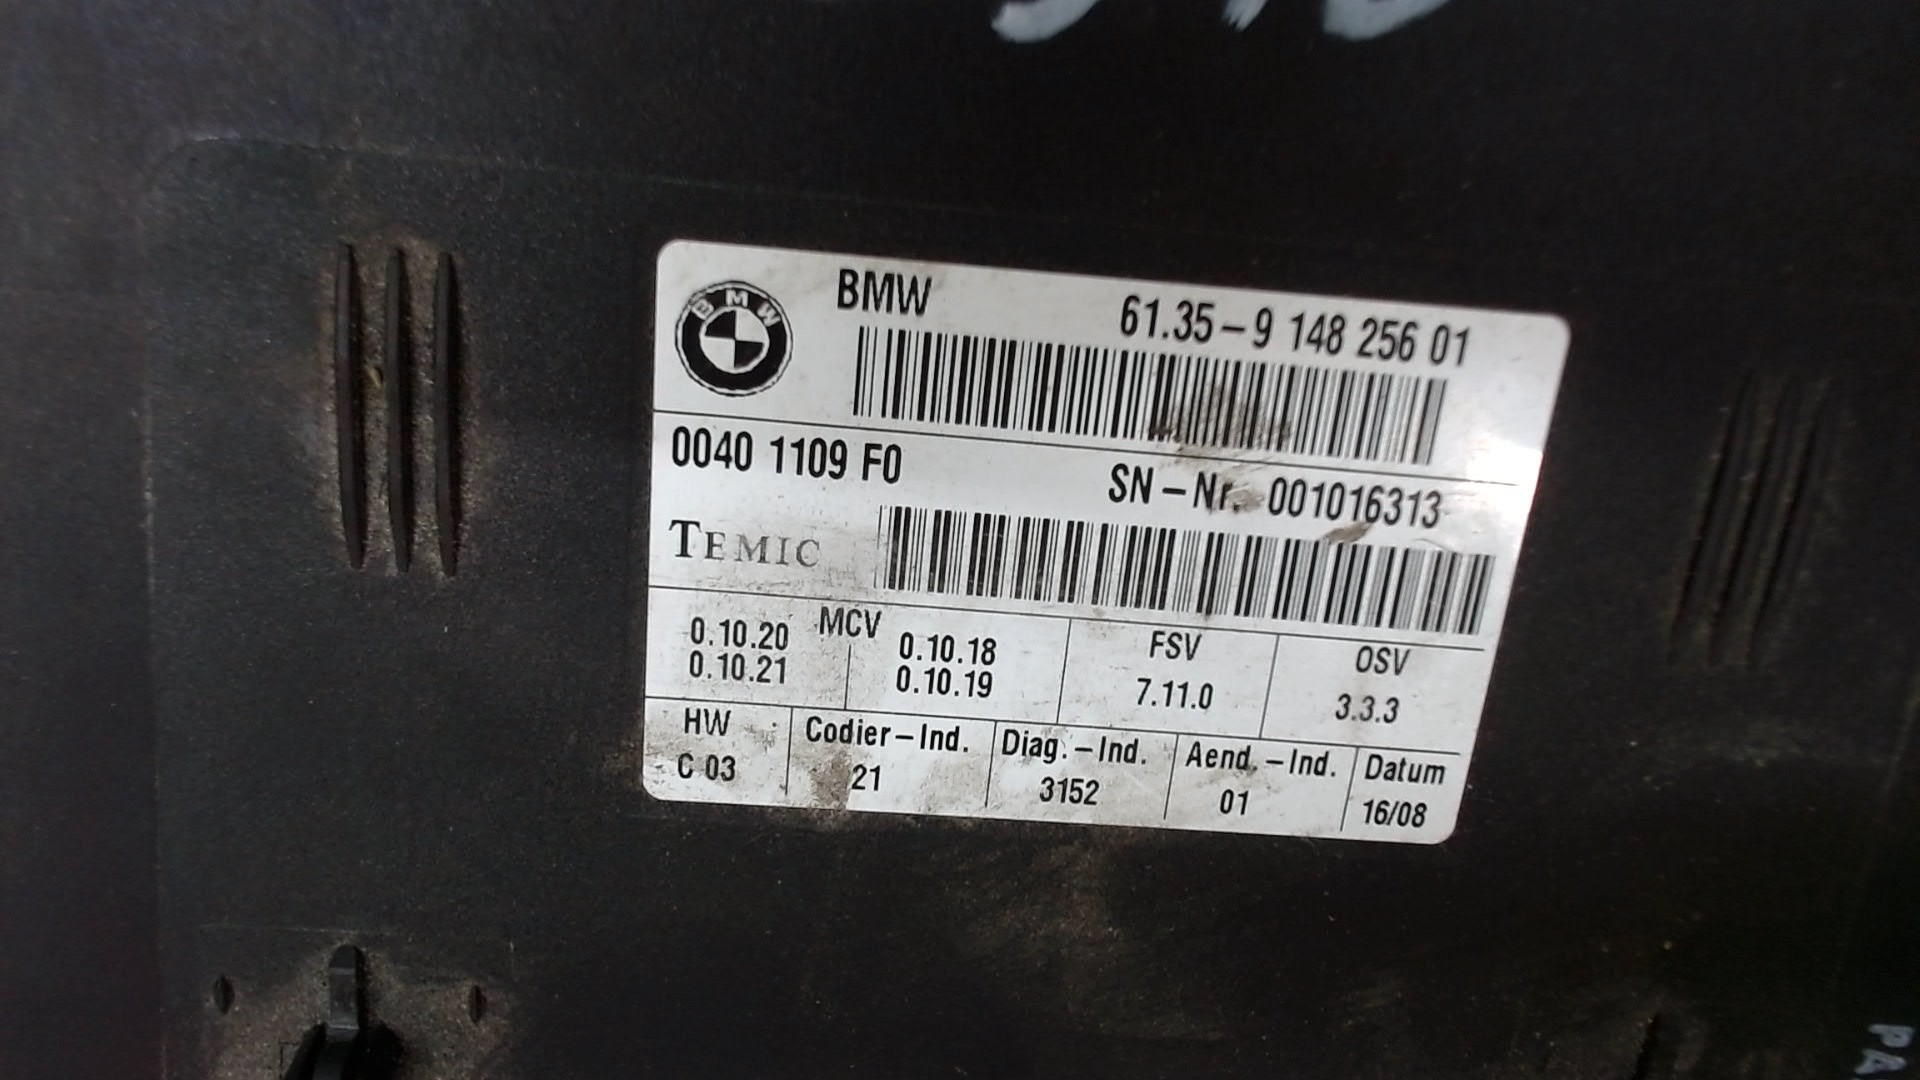 BMW
BMW 61.35-9 148 256 01
0040 1109 F0 SN-Nr. 001016313
TEMIC
MCV FSV OSV
0.10.20 0.10.18 7.11.0 3.3.3
0.10.21 0.10.19
HW Codier-Ind. Diag.-Ind. Aend.-Ind. Datum
C 03 21 3152 01 16/08
PA